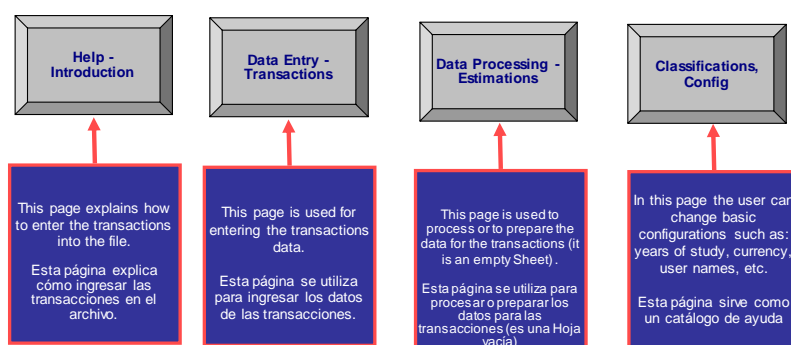 Help -
Introduction
Data Entry -
Transactions
Data Processing -
Estimations
Classifications,
Config
This page explains how
to enter the transactions
into the file.
Esta página explica
cómo ingresar las
transacciones en el
archivo.
This page is used for
entering the transactions
data.
Esta página se utiliza
para ingresar los datos
de las transacciones.
This page is used to
process or to prepare the
data for the transactions (it
is an empty Sheet).
Esta página se utiliza para
procesar o preparar los
datos para las
transacciones (es una Hoja
vacía)
In this page the user can
change basic
configurations such as:
years of study, currency,
user names, etc.
Esta página sirve como
un catálogo de ayuda